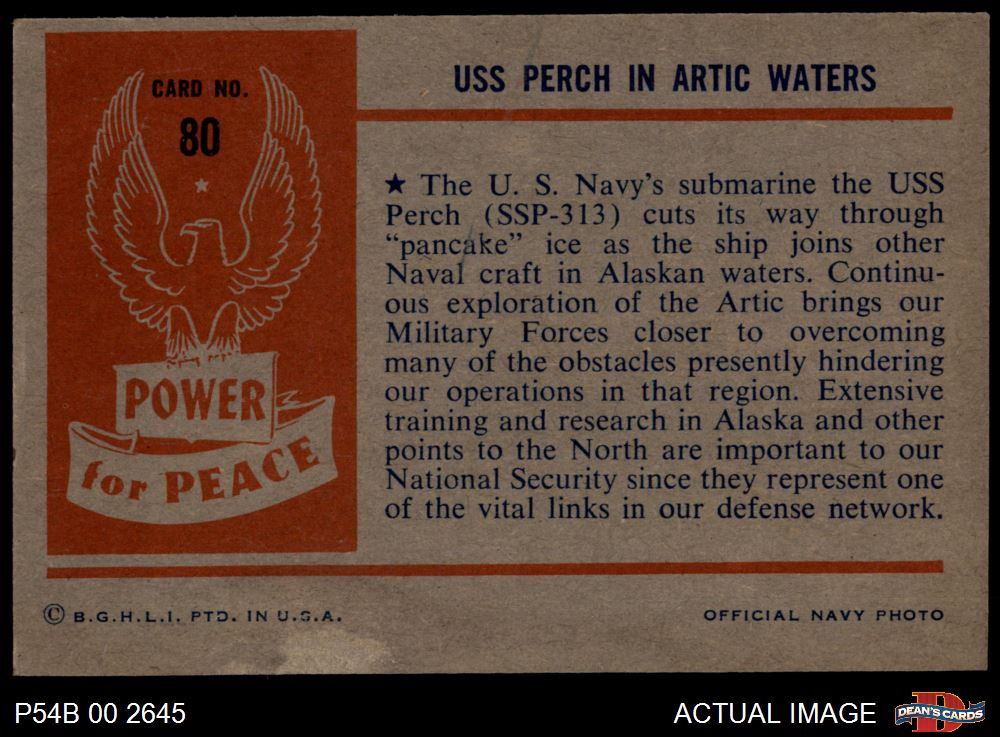 CARD NO.
80
POWER
for PEACE
USS PERCH IN ARTIC WATERS
★ The U. S. Navy's submarine the USS
Perch (SSP-313) cuts its way through
“pancake” ice as the ship joins other
Naval craft in Alaskan waters. Continu-
ous exploration of the Artic brings our
Military Forces closer to overcoming
many of the obstacles presently hindering
our operations in that region. Extensive
training and research in Alaska and other
points to the North are important to our
National Security since they represent one
of the vital links in our defense network.
© B.G.H.L.I. PTD. IN U.S.A.
OFFICIAL NAVY PHOTO
P54B 00 2645
ACTUAL IMAGE
D
DEAN'S CARDS